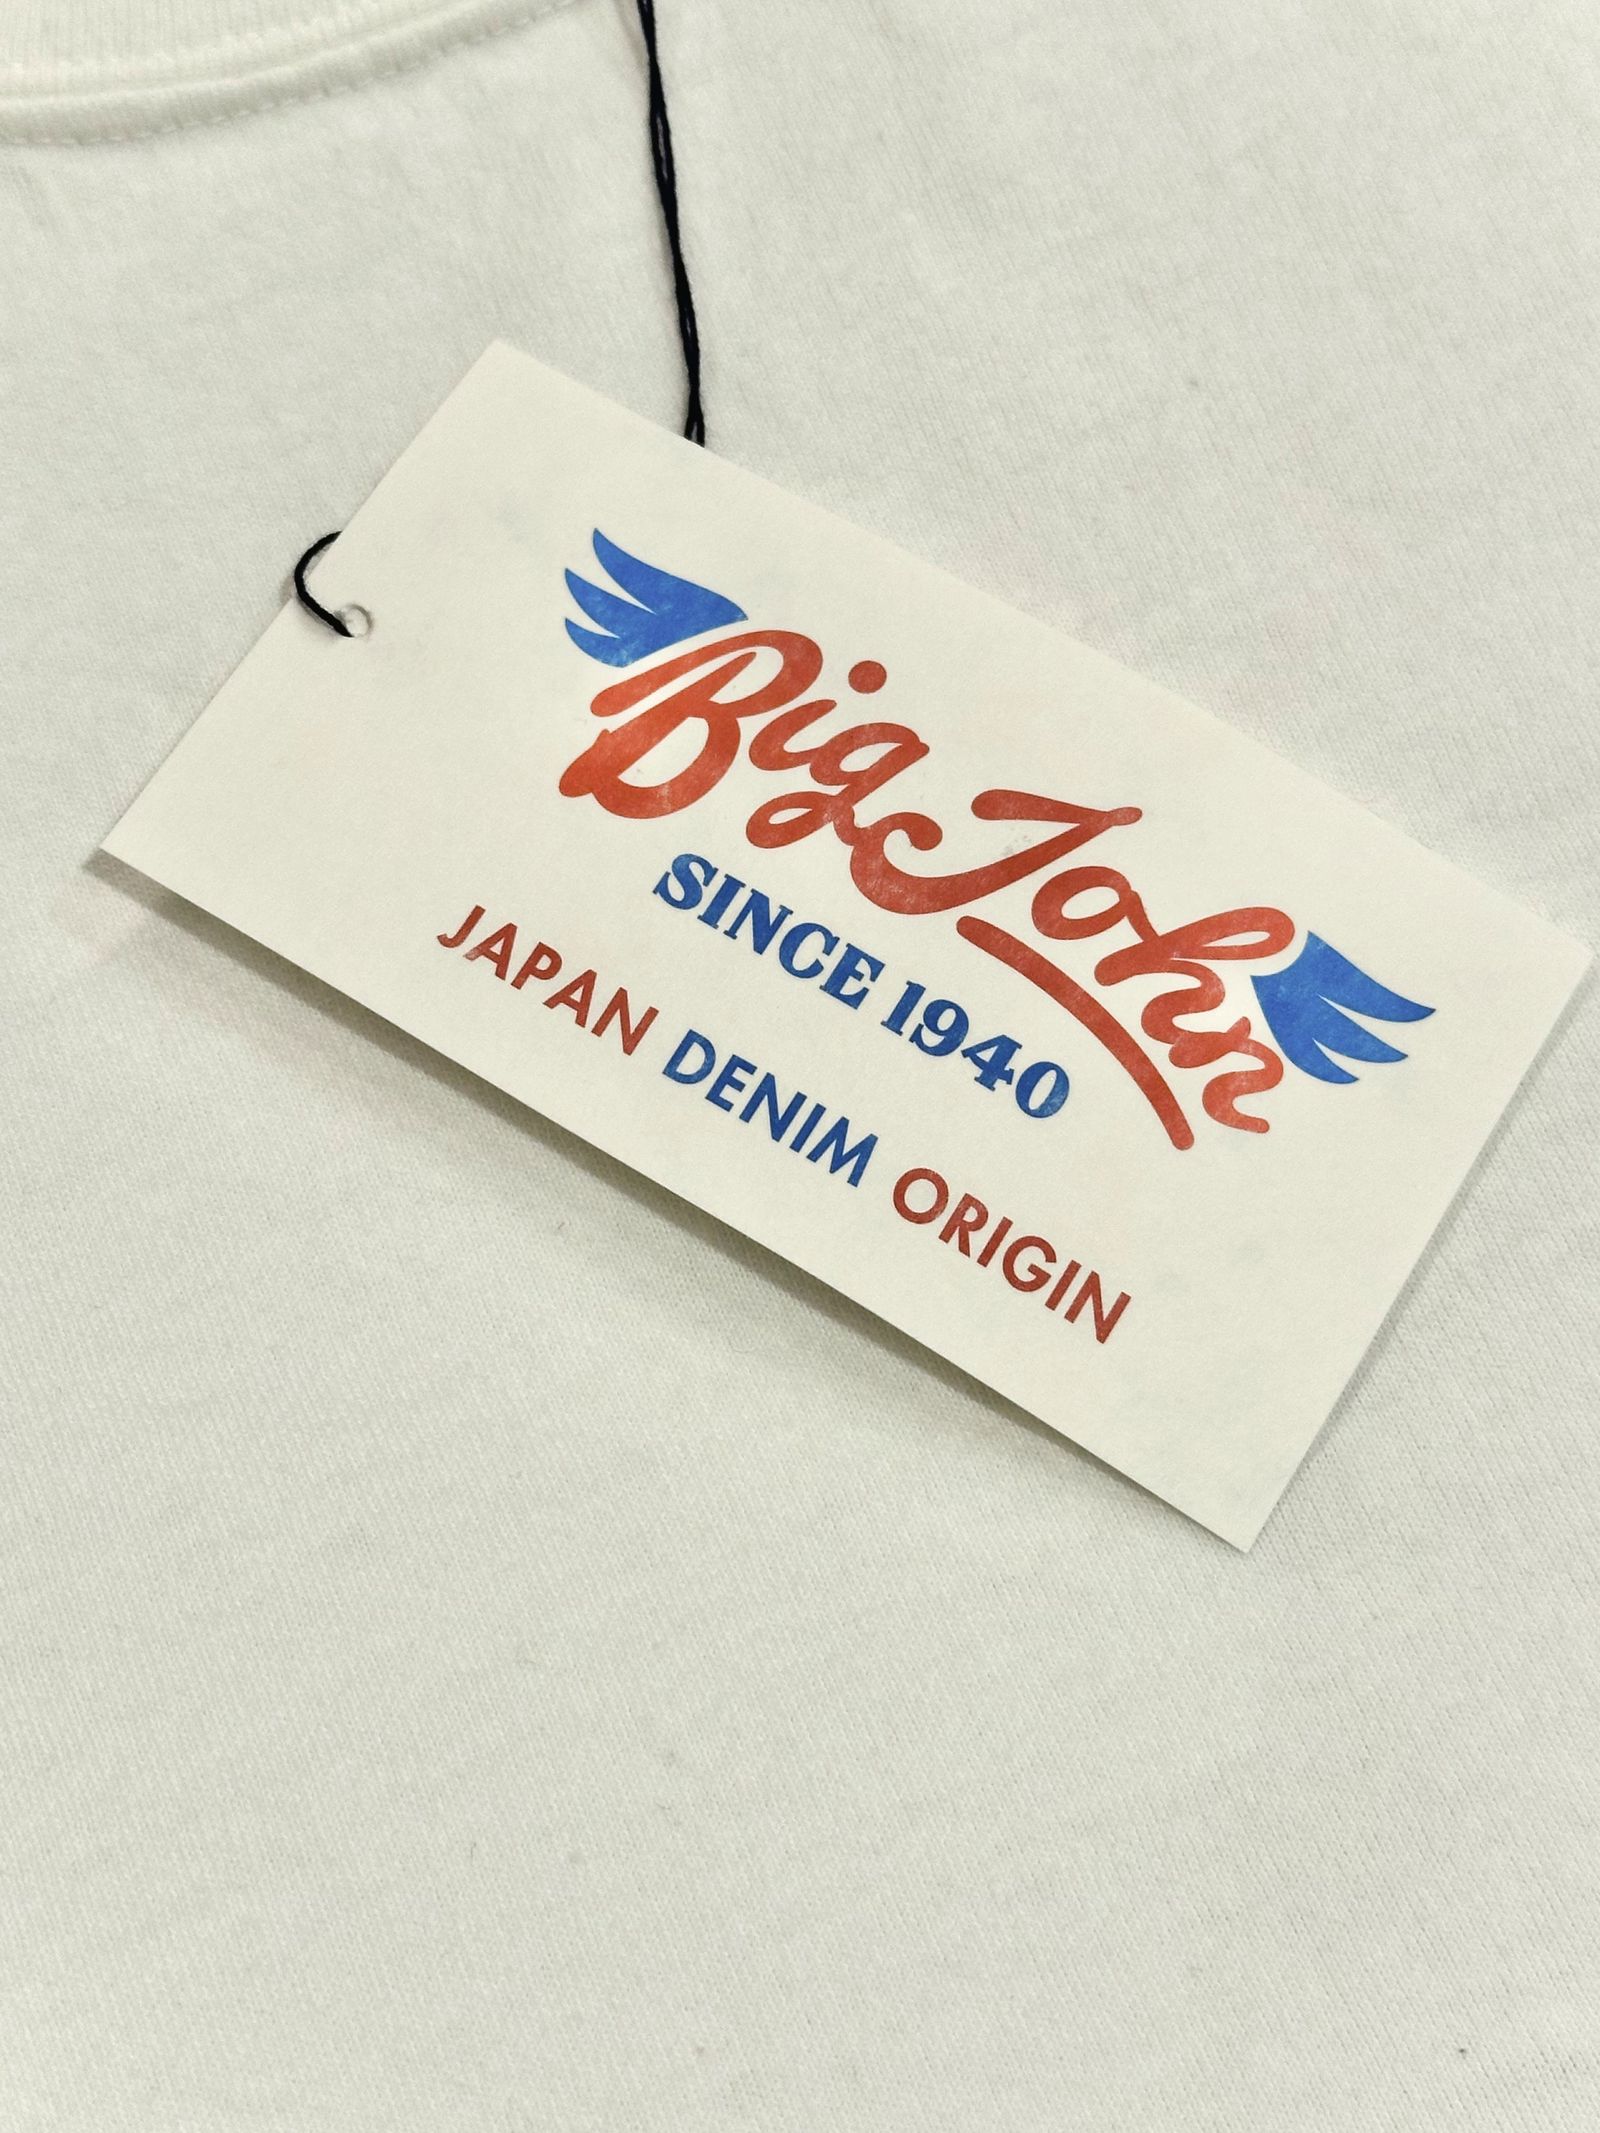 Big John
SINCE 1940
JAPAN DENIM ORIGIN